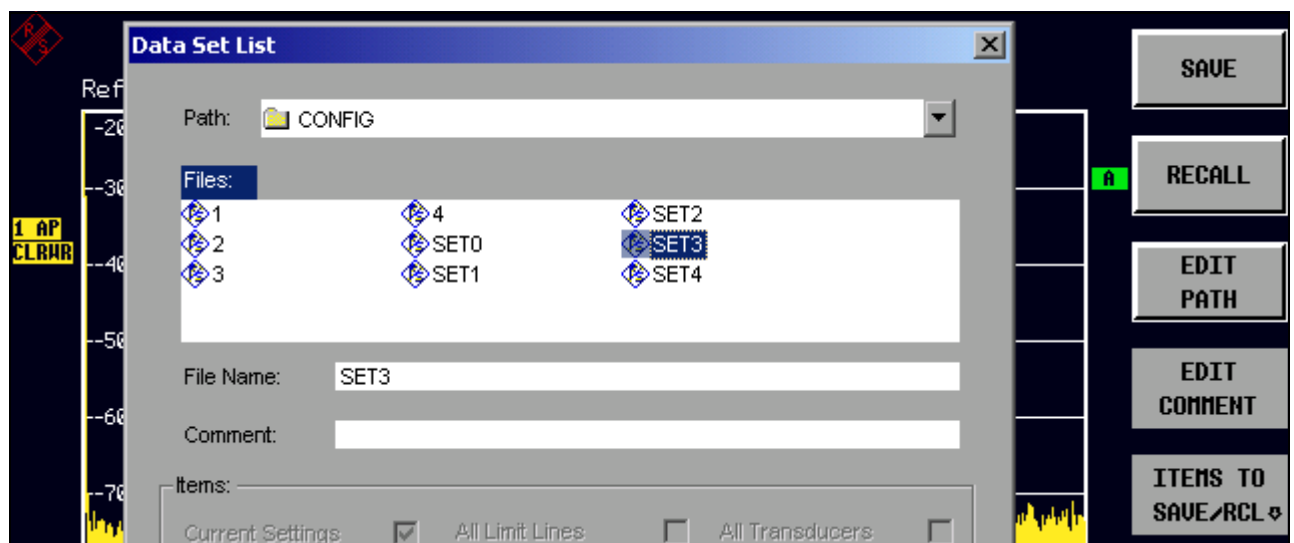 R S
Data Set List
Ref
Path: CONFIG
Files:
1 4 SET2
2 SET0 SET3
3 SET1 SET4
File Name: SET3
Comment:
Items:
Current Settings All Limit Lines All Transducers
-20
--30
--40
--50
--60
--70
1 AP
CLRWR
A
SAVE
RECALL
EDIT
PATH
EDIT
COMMENT
ITEMS TO
SAVE/RCL